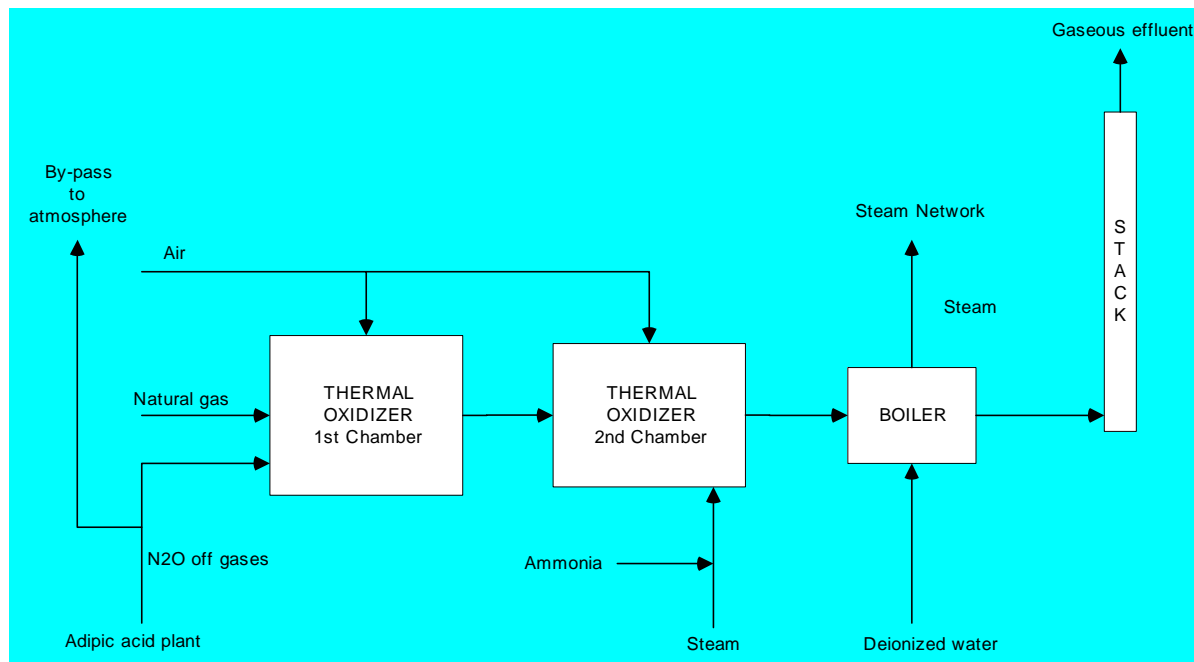 Gaseous effluent
By-pass
to
atmosphere
Steam Network
S
T
A
C
K
Air
Steam
Natural gas
THERMAL
OXIDIZER
1st Chamber
THERMAL
OXIDIZER
2nd Chamber
BOILER
N2O off gases
Ammonia
Adipic acid plant
Steam
Deionized water